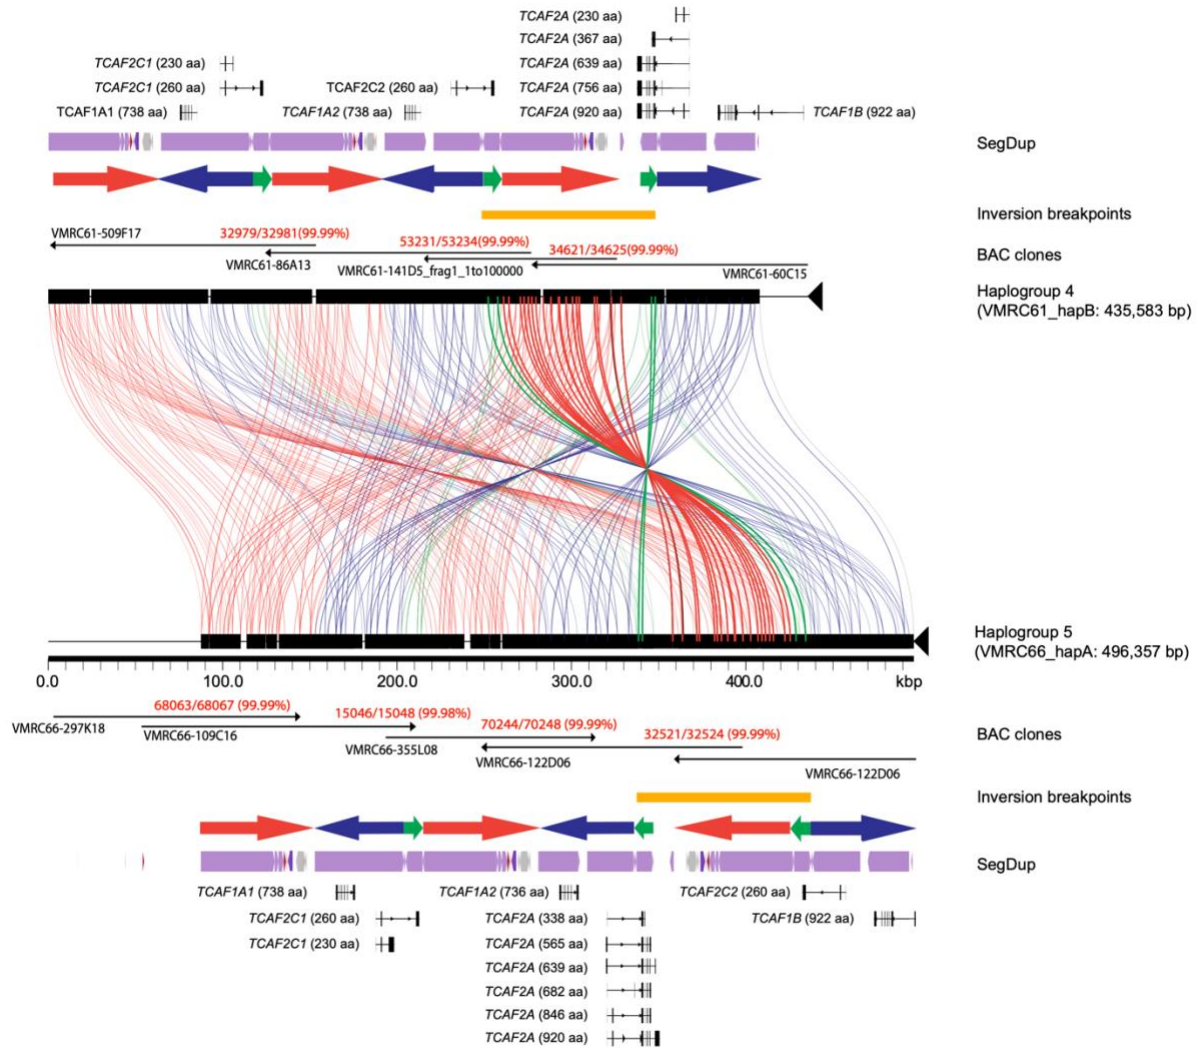 TCAF2A (230 aa)
TCAF2A (367 aa)
TCAF2C1 (230 aa)
TCAF2A (639 aa)
TCAF2C1 (260 aa)
TCAF2C2 (260 aa)
TCAF2A (756 aa)
TCAF1A1 (738 aa)
TCAF1A2 (738 aa)
TCAF2A (920 aa)
TCAF1B (922 aa)
SegDup
Inversion breakpoints
VMRC61-509F17
32979/32981(99.99%)
53231/53234(99.99%)
34621/34625(99.99%)
BAC clones
VMRC61-86A13
VMRC61-141D5_frag1_1to100000
VMRC61-60C15
Haplogroup 4
(VMRC61_hapB: 435,583 bp)
Haplogroup 5
(VMRC66_hapA: 496,357 bp)
0.0 100.0 200.0 300.0 400.0 kbp
68063/68067 (99.99%)
15046/15048 (99.98%)
70244/70248 (99.99%)
32521/32524 (99.99%)
VMRC66-297K18
VMRC66-109C16
VMRC66-355L08
VMRC66-122D06
VMRC66-122D06
BAC clones
Inversion breakpoints
SegDup
TCAF1A1 (738 aa)
TCAF1A2 (736 aa)
TCAF2C2 (260 aa)
TCAF2C1 (260 aa)
TCAF2A (338 aa)
TCAF1B (922 aa)
TCAF2C1 (230 aa)
TCAF2A (565 aa)
TCAF2A (639 aa)
TCAF2A (682 aa)
TCAF2A (846 aa)
TCAF2A (920 aa)